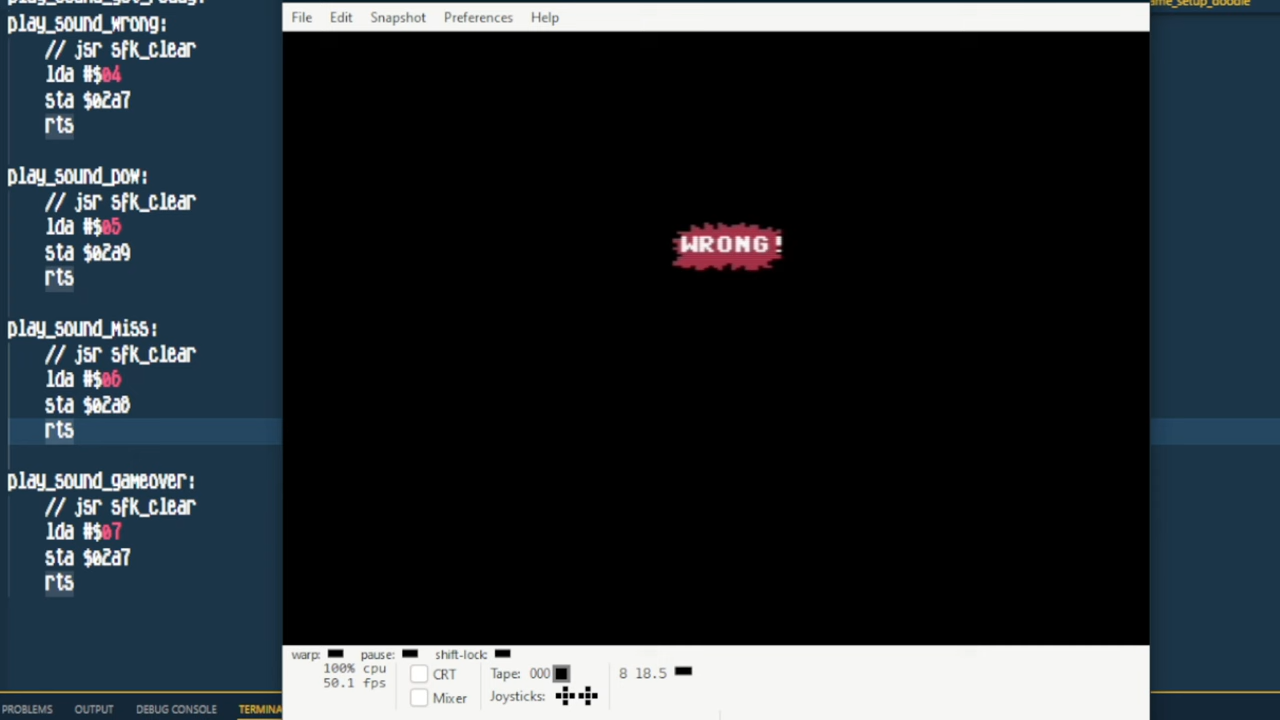 play_sound_wrong:
// jsr sfk_clear
lda #$04
sta $02a7
rts
play_sound_pow:
// jsr sfk_clear
lda #$05
sta $02a9
rts
play_sound_miss:
// jsr sfk_clear
lda #$06
sta $02a8
rts
play_sound_gameover:
// jsr sfk_clear
lda #$07
sta $02a7
rts
PROBLEMS OUTPUT DEBUG CONSOLE TERMINA
File Edit Snapshot Preferences Help
WRONG!
warp: pause: shift-lock:
100% cpu
50.1 fps
CRT
Mixer
Tape: 000
Joysticks:
8 18.5
ame_setup_doodle